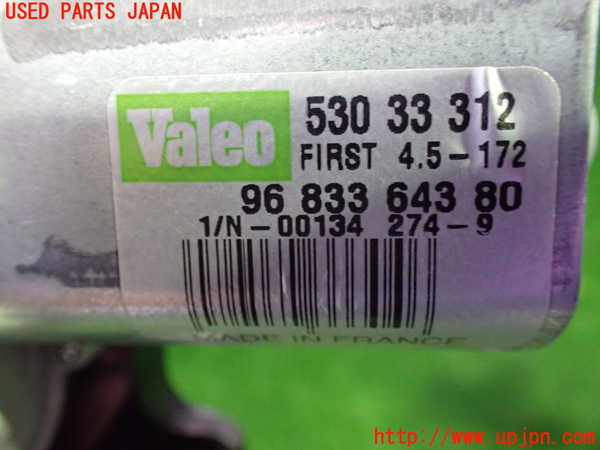 USED PARTS JAPAN
Valeo
530 33 312
FIRST 4.5-172
96 833 643 80
1/N-00134 274-9
MADE IN FRANCE
http://www.upjpn.com/